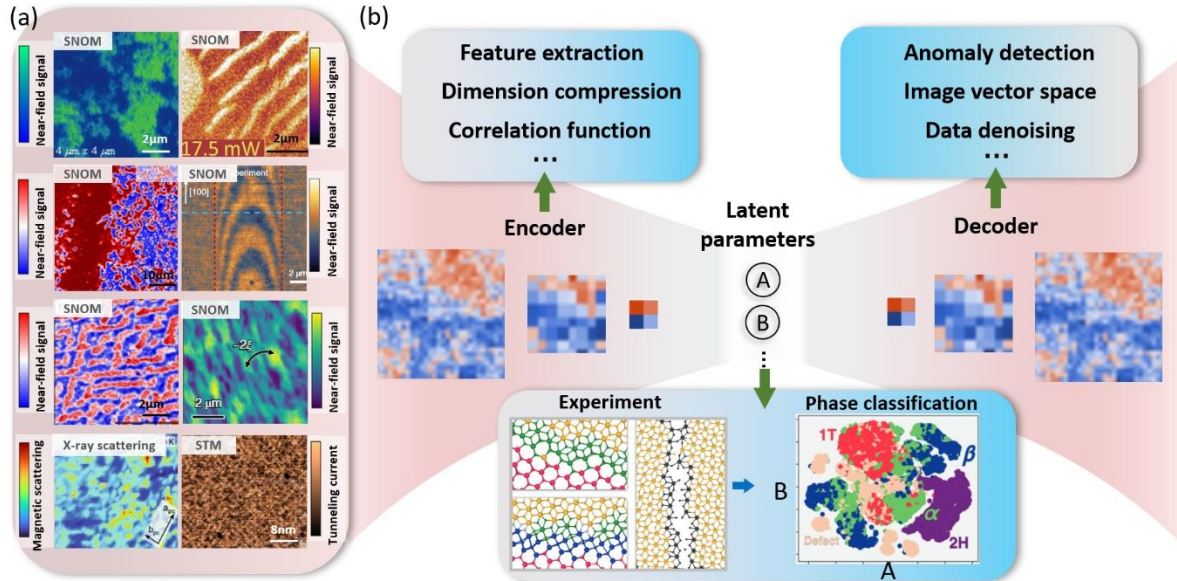 (a)
SNOM
SNOM
Near-field signal
Near-field signal
2μm
4 μm x 4 μm
17.5 mW
2μm
SNOM
SNOM
periment
[100]
Near-field signal
Near-field signal
10μm
2 μm
SNOM
SNOM
Near-field signal
Near-field signal
~2ξ
2μm
2 μm
X-ray scattering
K
STM
Magnetic scattering
Tunneling current
a_pc
b_pc
8nm
(b)
Feature extraction
Dimension compression
Correlation function
...
Anomaly detection
Image vector space
Data denoising
...
Encoder
Latent
parameters
Decoder
A
B
Experiment
Phase classification
1T
β
α
2H
Defect
B
A